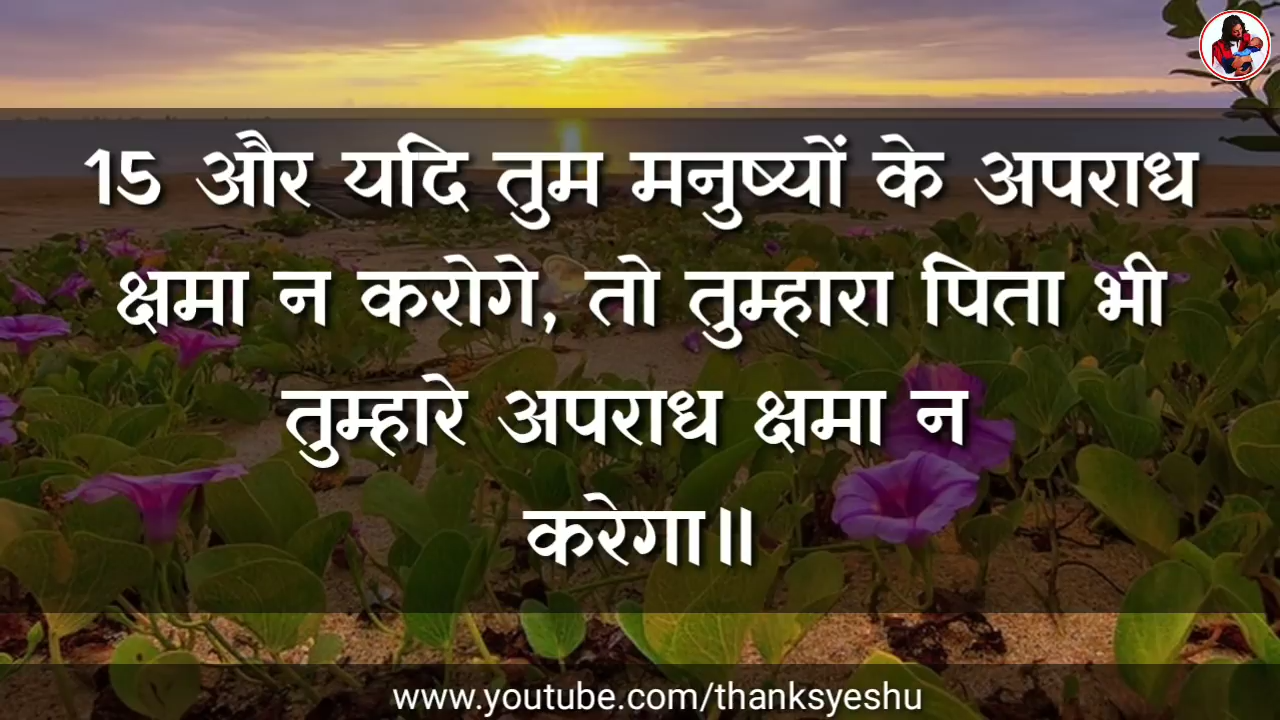 15 और यदि तुम मनुष्यों के अपराध
क्षमा न करोगे, तो तुम्हारा पिता भी
तुम्हारे अपराध क्षमा न
करेगा॥
www.youtube.com/thanksyeshu